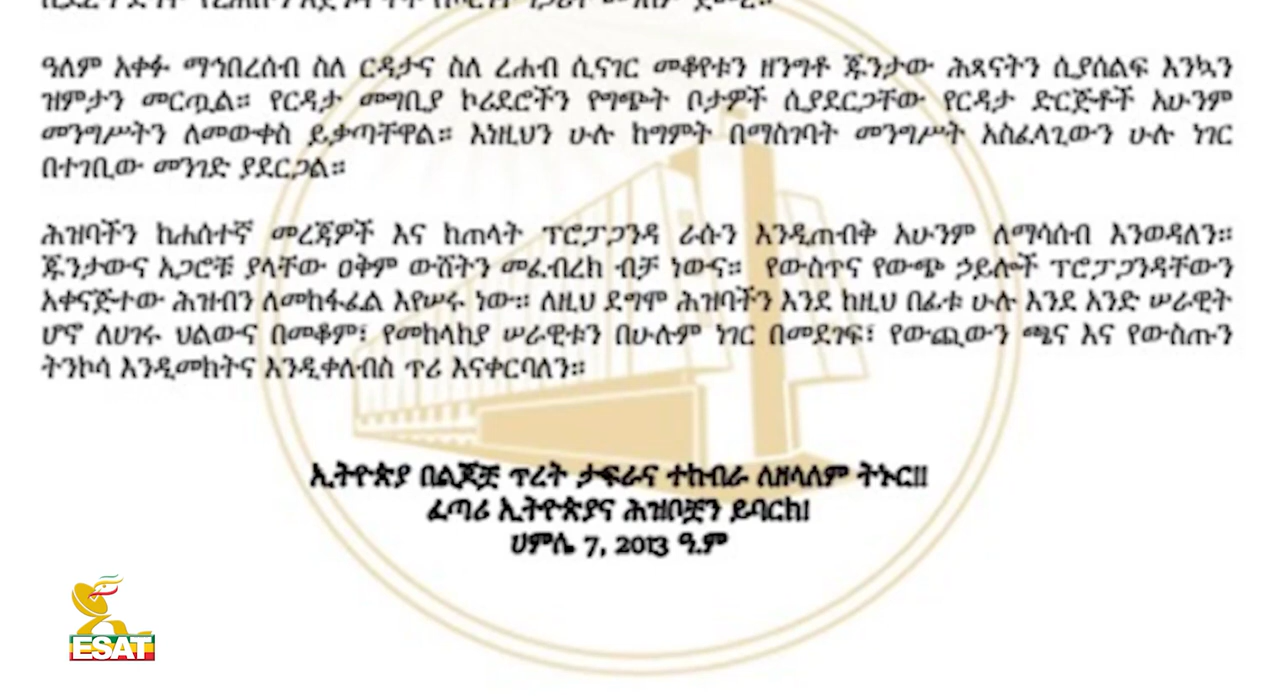 ዓለም አቀፉ ማኅበረሰብ ስለ ርዳታና ስለ ረሐብ ሲናገር መቆየቱን ዘንግቶ ጁንታው ሕጻናትን ሲያሰልፍ እንኳን
ዝምታን መርጧል። የርዳታ መግቢያ ኮሪደሮችን የግጭት ቦታዎች ሲያደርጋቸው የርዳታ ድርጅቶች አሁንም
መንግሥትን ለመውቀስ ይቃጣቸዋል። እነዚህን ሁሉ ከግምት በማስገባት መንግሥት አስፈላጊውን ሁሉ ነገር
በተገቢው መንገድ ያደርጋል።
ሕዝባችን ከሐሰተኛ መረጃዎች እና ከጠላት ፕሮፓጋንዳ ራሱን እንዲጠብቅ አሁንም ለማሳሰብ እንወዳለን።
ጁንታውና አጋሮቹ ያላቸው ዐቅም ውሸትን መፈብረክ ብቻ ነውና። የውስጥና የውጭ ኃይሎች ፕሮፓጋንዳቸውን
አቀናጅተው ሕዝብን ለመከፋፈል እየሠሩ ነው። ለዚህ ደግሞ ሕዝባችን እንደ ከዚህ በፊቱ ሁሉ እንደ አንድ ሠራዊት
ሆኖ ለሀገሩ ህልውና በመቆም፣ የመከላከያ ሠራዊቱን በሁሉም ነገር በመደገፍ፣ የውጪውን ጫና እና የውስጡን
ትንኮሳ እንዲመክትና እንዲቀለብስ ጥሪ እናቀርባለን።
ኢትዮጵያ በልጆቿ ጥረት ታፍራና ተከብራ ለዘላለም ትኑር!!
ፈጣሪ ኢትዮጵያና ሕዝቦቿን ይባርክ!
ሀምሌ 7, 2013 ዓ.ም
ESAT